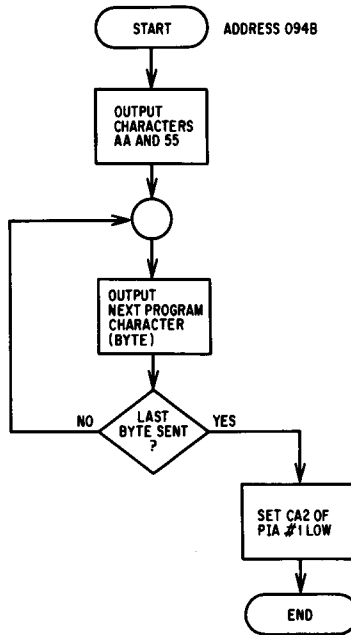 START
ADDRESS 094B
OUTPUT
CHARACTERS
AA AND 55
OUTPUT
NEXT PROGRAM
CHARACTER
(BYTE)
NO
LAST
BYTE SENT
?
YES
SET CA2 OF
PIA #1 LOW
END